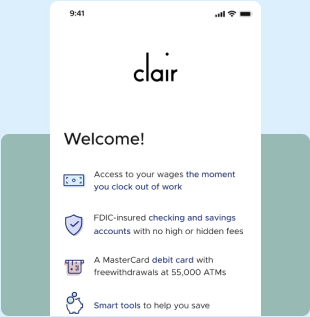 9:41
clair
Welcome!
Access to your wages the moment
you clock out of work
FDIC-insured checking and savings
accounts with no high or hidden fees
A MasterCard debit card with
freewithdrawals at 55,000 ATMs
Smart tools to help you save